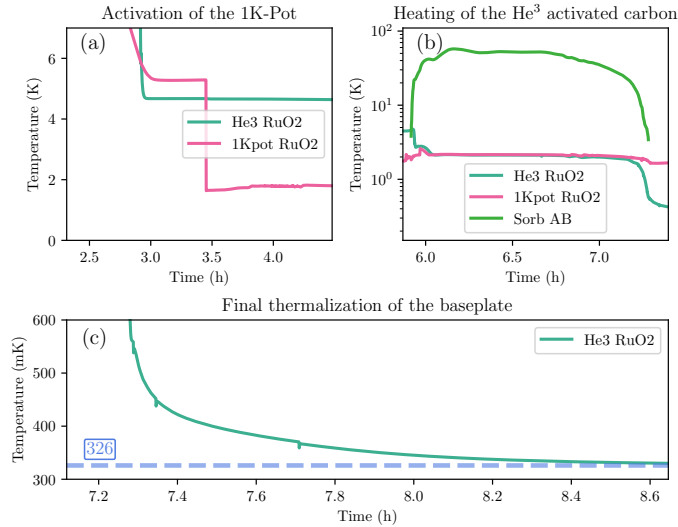 Activation of the 1K-Pot
(a)
Temperature (K)
6
4
2
0
He3 RuO2
1Kpot RuO2
2.5 3.0 3.5 4.0
Time (h)
Heating of the He³ activated carbon
(b)
Temperature (K)
10²
10¹
10⁰
He3 RuO2
1Kpot RuO2
Sorb AB
6.0 6.5 7.0
Time (h)
Final thermalization of the baseplate
(c)
Temperature (mK)
600
500
400
300
He3 RuO2
326
7.2 7.4 7.6 7.8 8.0 8.2 8.4 8.6
Time (h)